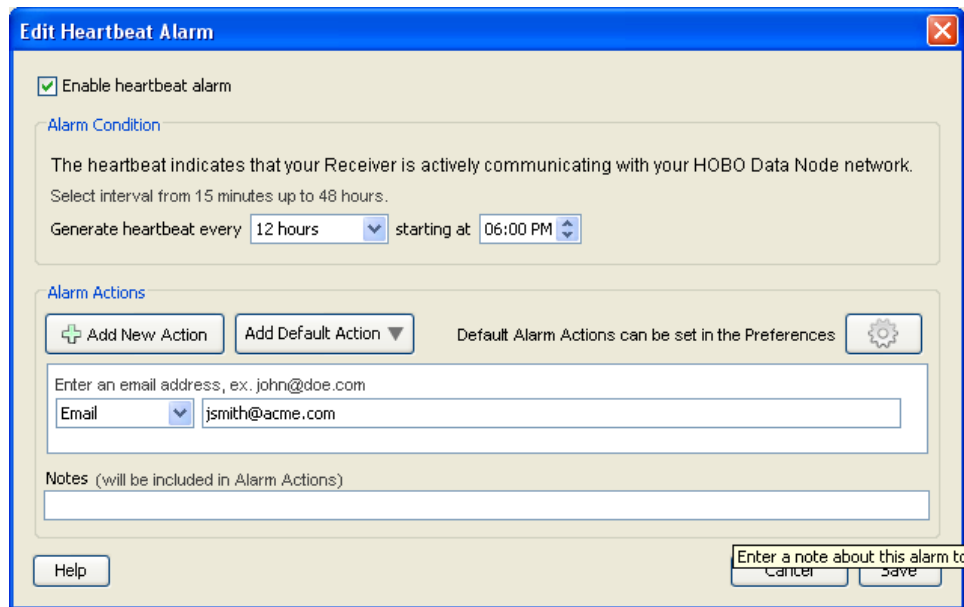 Edit Heartbeat Alarm
Enable heartbeat alarm
Alarm Condition
The heartbeat indicates that your Receiver is actively communicating with your HOBO Data Node network.
Select interval from 15 minutes up to 48 hours.
Generate heartbeat every 12 hours starting at 06:00 PM
Alarm Actions
Add New Action Add Default Action Default Alarm Actions can be set in the Preferences
Enter an email address, ex. john@doe.com
Email jsmith@acme.com
Notes (will be included in Alarm Actions)
Enter a note about this alarm to
Help Cancel Save